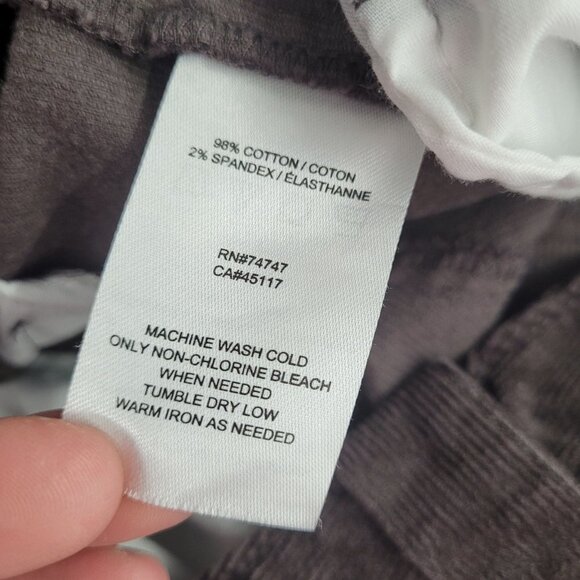 98% COTTON / COTON
2% SPANDEX / ÉLASTHANNE
RN#74747
CA#45117
MACHINE WASH COLD
ONLY NON-CHLORINE BLEACH
WHEN NEEDED
TUMBLE DRY LOW
WARM IRON AS NEEDED